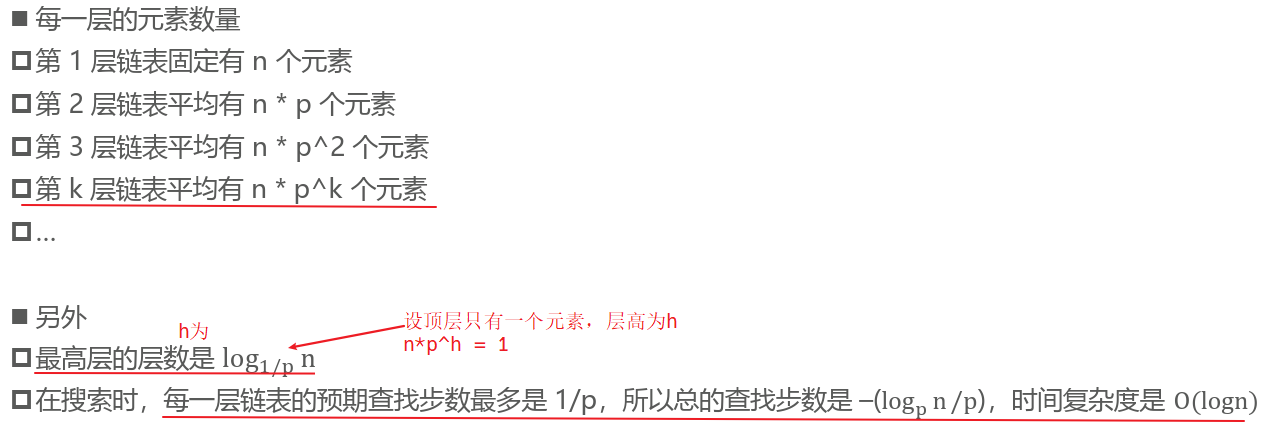 ■ 每一层的元素数量
□ 第 1 层链表固定有 n 个元素
□ 第 2 层链表平均有 n * p 个元素
□ 第 3 层链表平均有 n * p^2 个元素
□ 第 k 层链表平均有 n * p^k 个元素
□ ...
■ 另外
h为
设顶层只有一个元素，层高为h
n*p^h = 1
□ 最高层的层数是 log₁/ₚ n
□ 在搜索时，每一层链表的预期查找步数最多是 1/p，所以总的查找步数是 –(logₚ n /p)，时间复杂度是 O(logn)